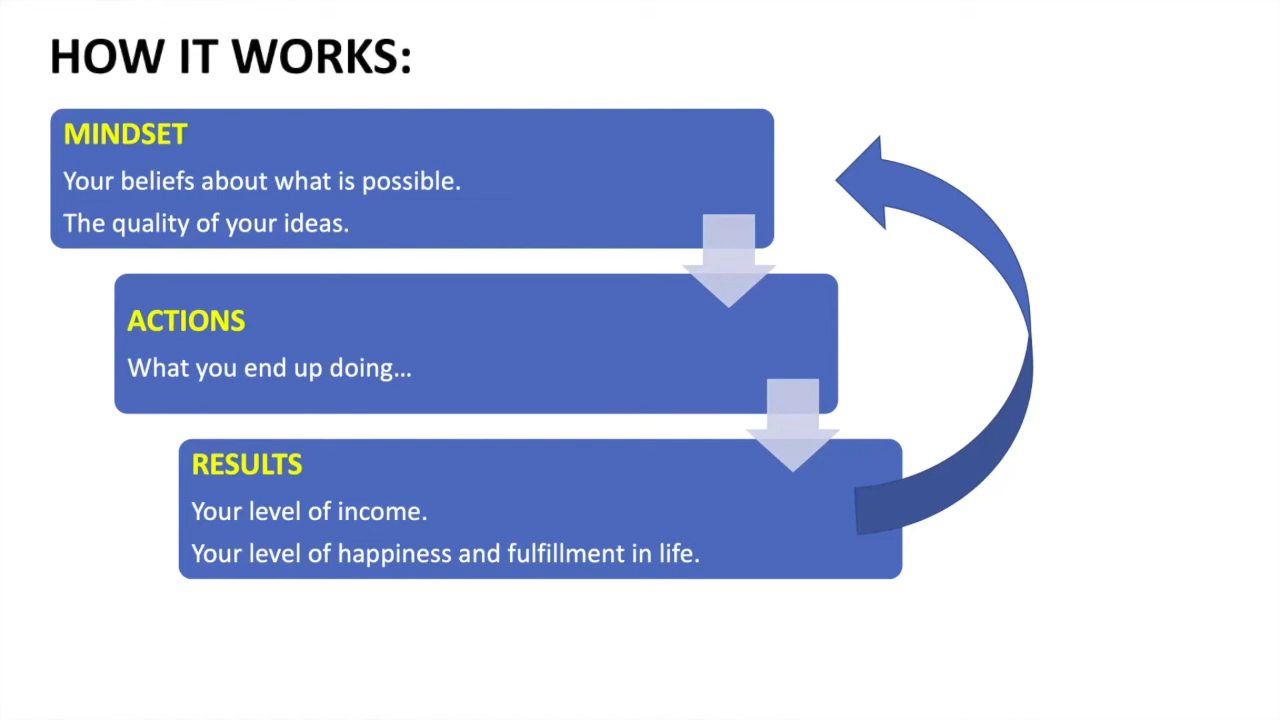 HOW IT WORKS:
MINDSET
Your beliefs about what is possible.
The quality of your ideas.
ACTIONS
What you end up doing...
RESULTS
Your level of income.
Your level of happiness and fulfillment in life.